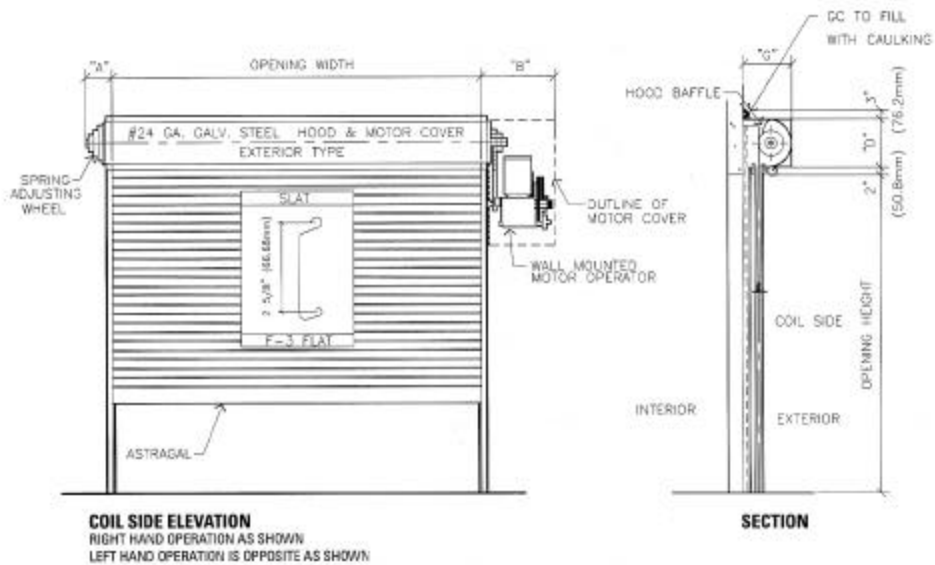 "A"
OPENING WIDTH
"B"
#24 GA. GALV. STEEL HOOD & MOTOR COVER
EXTERIOR TYPE
SPRING
ADJUSTING
WHEEL
SLAT
2 5/8" (66.68mm)
F-3 FLAT
OUTLINE OF
MOTOR COVER
WALL MOUNTED
MOTOR OPERATOR
ASTRAGAL
COIL SIDE ELEVATION
RIGHT HAND OPERATION AS SHOWN
LEFT HAND OPERATION IS OPPOSITE AS SHOWN
GC TO FILL
WITH CAULKING
"G"
HOOD BAFFLE
3"
(76.2mm)
"D"
2"
(50.8mm)
COIL SIDE
OPENING HEIGHT
INTERIOR
EXTERIOR
SECTION